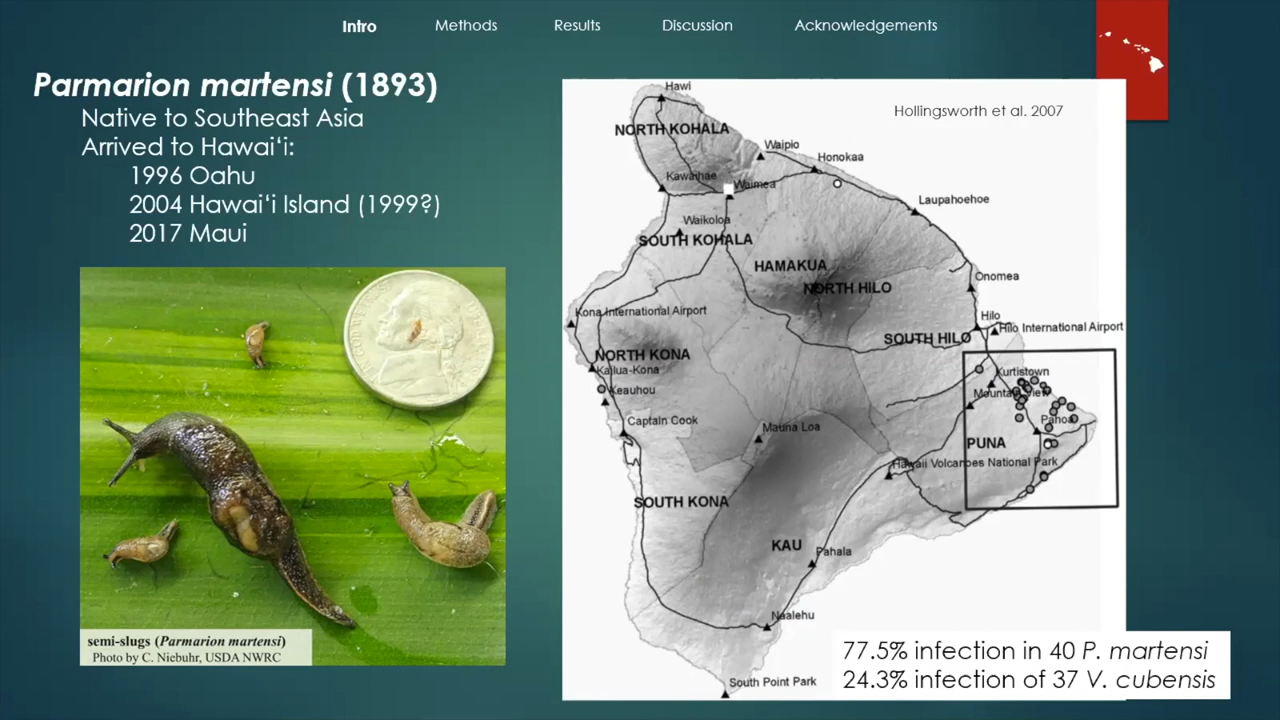 Intro Methods Results Discussion Acknowledgements
Parmarion martensi (1893)
Native to Southeast Asia
Arrived to Hawaiʻi:
1996 Oahu
2004 Hawaiʻi Island (1999?)
2017 Maui
semi-slugs (Parmarion martensi)
Photo by C. Niebuhr, USDA NWRC
Hollingsworth et al. 2007
Hawi
NORTH KOHALA
Waipio
Honokaa
Kawaihae
Waimea
Laupahoehoe
Waikoloa
SOUTH KOHALA
HAMAKUA
Onomea
NORTH HILO
Kona International Airport
Hilo
Hilo International Airport
SOUTH HILO
NORTH KONA
Kailua-Kona
Kurtistown
Keauhou
Mountain View
Captain Cook
Mauna Loa
Pahoa
PUNA
Hawaii Volcanoes National Park
SOUTH KONA
KAU
Pahala
Naalehu
South Point Park
77.5% infection in 40 P. martensi
24.3% infection of 37 V. cubensis